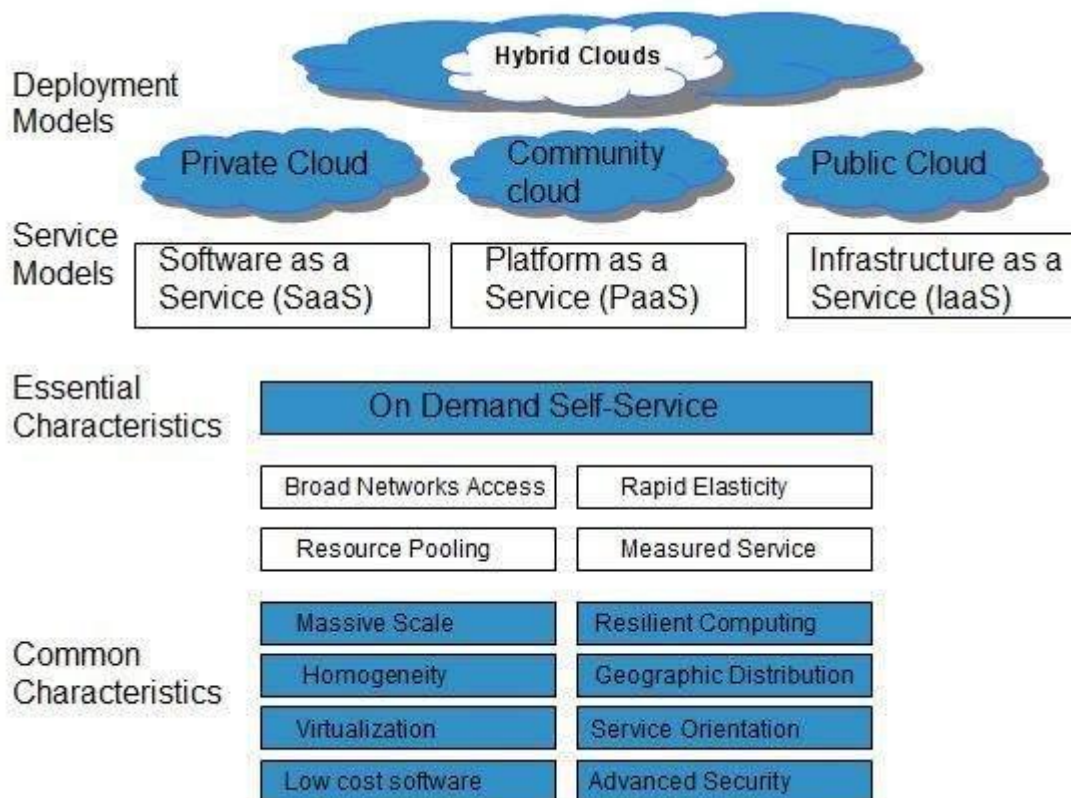 Hybrid Clouds
Deployment
Models
Private Cloud
Community
cloud
Public Cloud
Service
Models
Software as a
Service (SaaS)
Platform as a
Service (PaaS)
Infrastructure as a
Service (IaaS)
Essential
Characteristics
On Demand Self-Service
Broad Networks Access
Rapid Elasticity
Resource Pooling
Measured Service
Common
Characteristics
Massive Scale
Resilient Computing
Homogeneity
Geographic Distribution
Virtualization
Service Orientation
Low cost software
Advanced Security